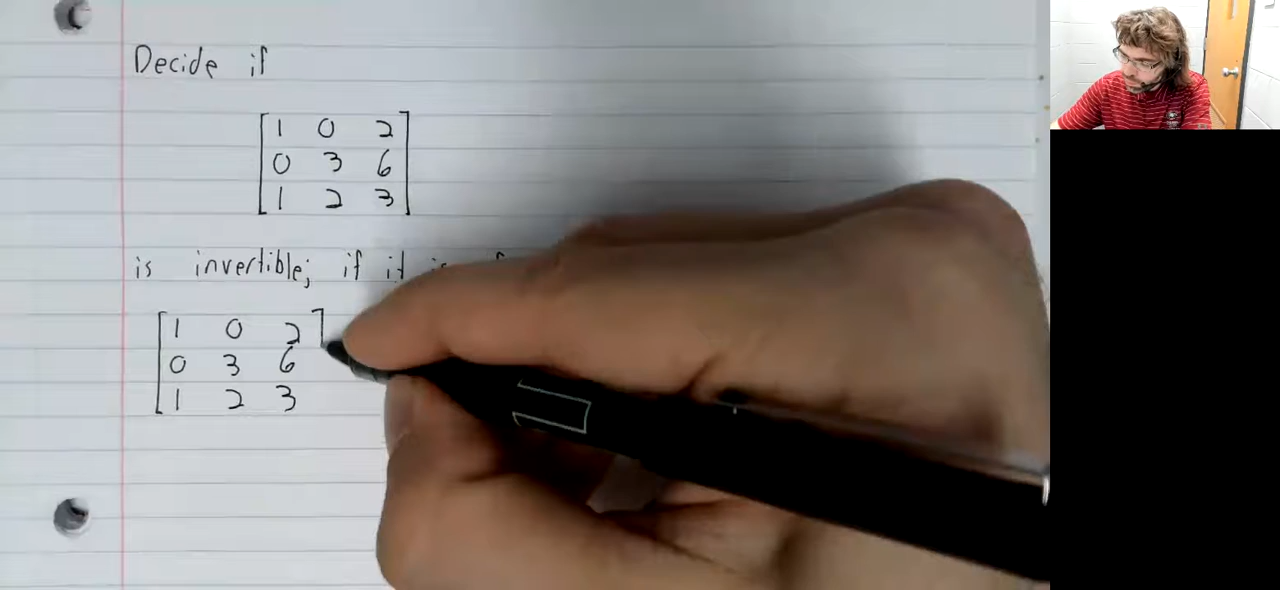 Decide if
1 0 2
0 3 6
1 2 3
is invertible; if it is
1 0 2
0 3 6
1 2 3